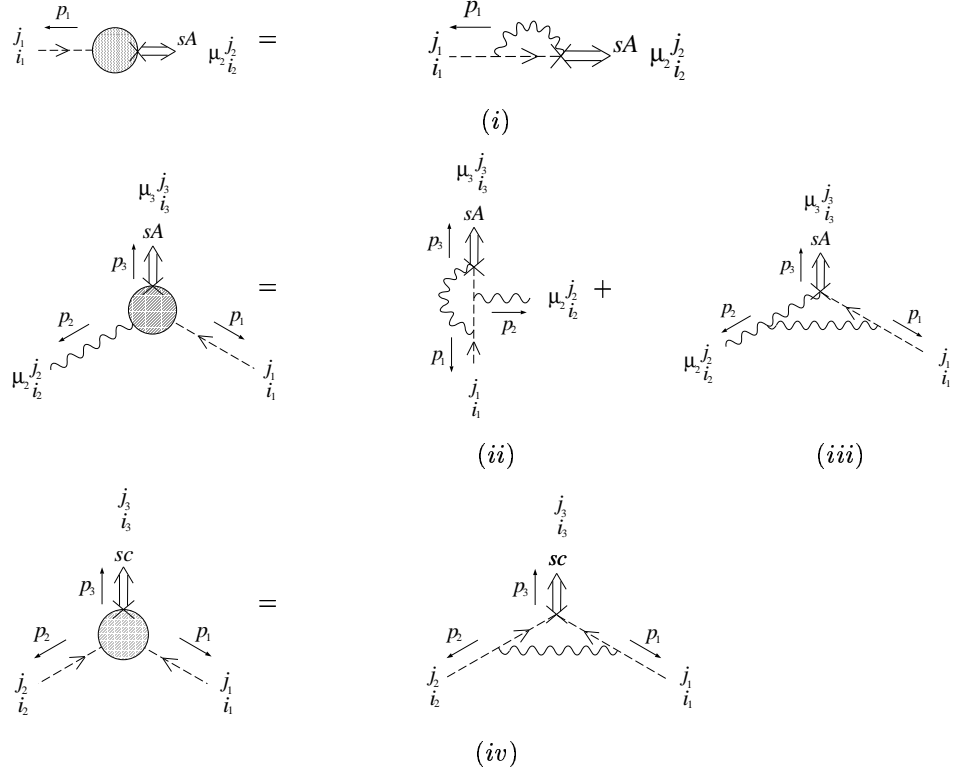 p₁
j₁ i₁ sA μ₂ j₂ i₂ =
p₁
j₁ i₁ sA μ₂ j₂ i₂
(i)
μ₃ j₃ i₃
sA
p₃
p₂ p₁
μ₂ j₂ i₂
j₁ i₁
=
μ₃ j₃ i₃
sA
p₃
μ₂ j₂ i₂
p₂
p₁
j₁ i₁
+
μ₃ j₃ i₃
sA
p₃
p₂ p₁
μ₂ j₂ i₂
j₁ i₁
(ii) (iii)
j₃ i₃
sc
p₃
p₂ p₁
j₂ i₂ j₁ i₁
=
j₃ i₃
sc
p₃
p₂ p₁
j₂ i₂ j₁ i₁
(iv)